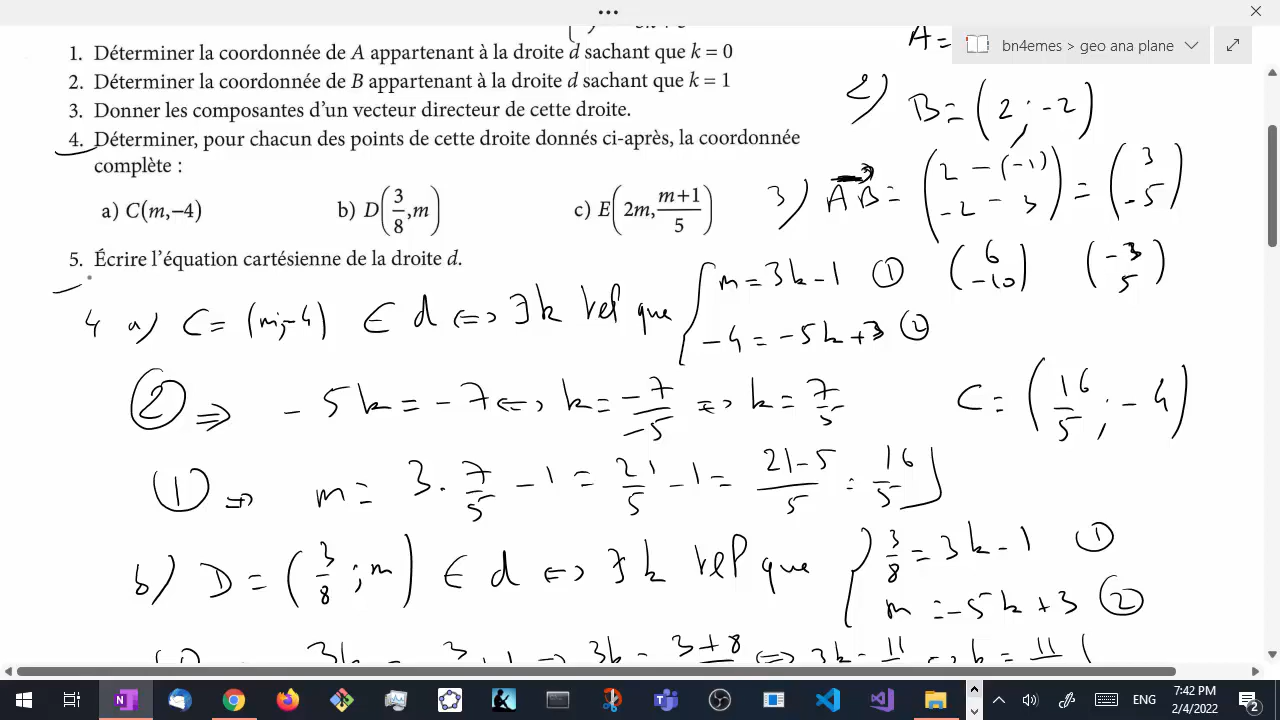 1. Déterminer la coordonnée de A appartenant à la droite d sachant que k = 0
2. Déterminer la coordonnée de B appartenant à la droite d sachant que k = 1
3. Donner les composantes d'un vecteur directeur de cette droite.
4. Déterminer, pour chacun des points de cette droite donnés ci-après, la coordonnée
complète :
a) C(m,–4) b) D(3/8,m) c) E(2m,(m+1)/5)
5. Écrire l'équation cartésienne de la droite d.
A =
bn4emes > geo ana plane
2) B = (2 ; -2)
3) AB = (2 - (-1) / -2 - 3) = (3 / -5)
(6 / -10) (-3 / 5)
4 a) C = (m;-4) ∈ d ⇔ ∃ k tel que { m = 3k - 1 ①
-4 = -5k + 3 ②
② ⇒ - 5k = -7 ⇔ k = -7/-5 ⇔ k = 7/5 C = (16/5 ; -4)
① ⇒ m = 3 . 7/5 - 1 = 21/5 - 1 = 21-5/5 = 16/5
b) D = (3/8 ; m) ∈ d ⇔ ∃ k tel que { 3/8 = 3k - 1 ①
m = -5k + 3 ②
ENG
7:42 PM
2/4/2022
2